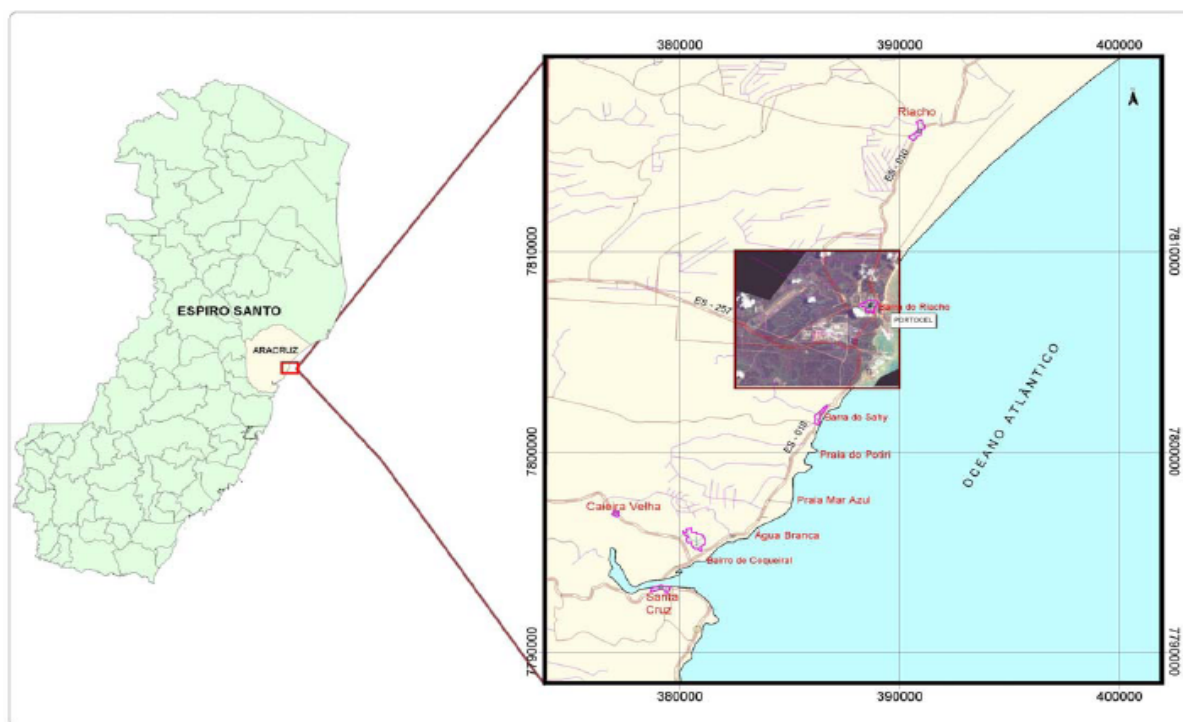 ESPIRO SANTO
ARACRUZ
380000
390000
400000
Riacho
ES - 010
7810000
7810000
ES - 257
Barra do Riacho
PORTOCEL
Barra do Sahy
ES - 010
Praia do Potiri
7800000
7800000
OCEANO ATLÂNTICO
Praia Mar Azul
Caieira Velha
Água Branca
Bairro de Coqueiral
Santa
Cruz
7790000
7790000
380000
390000
400000